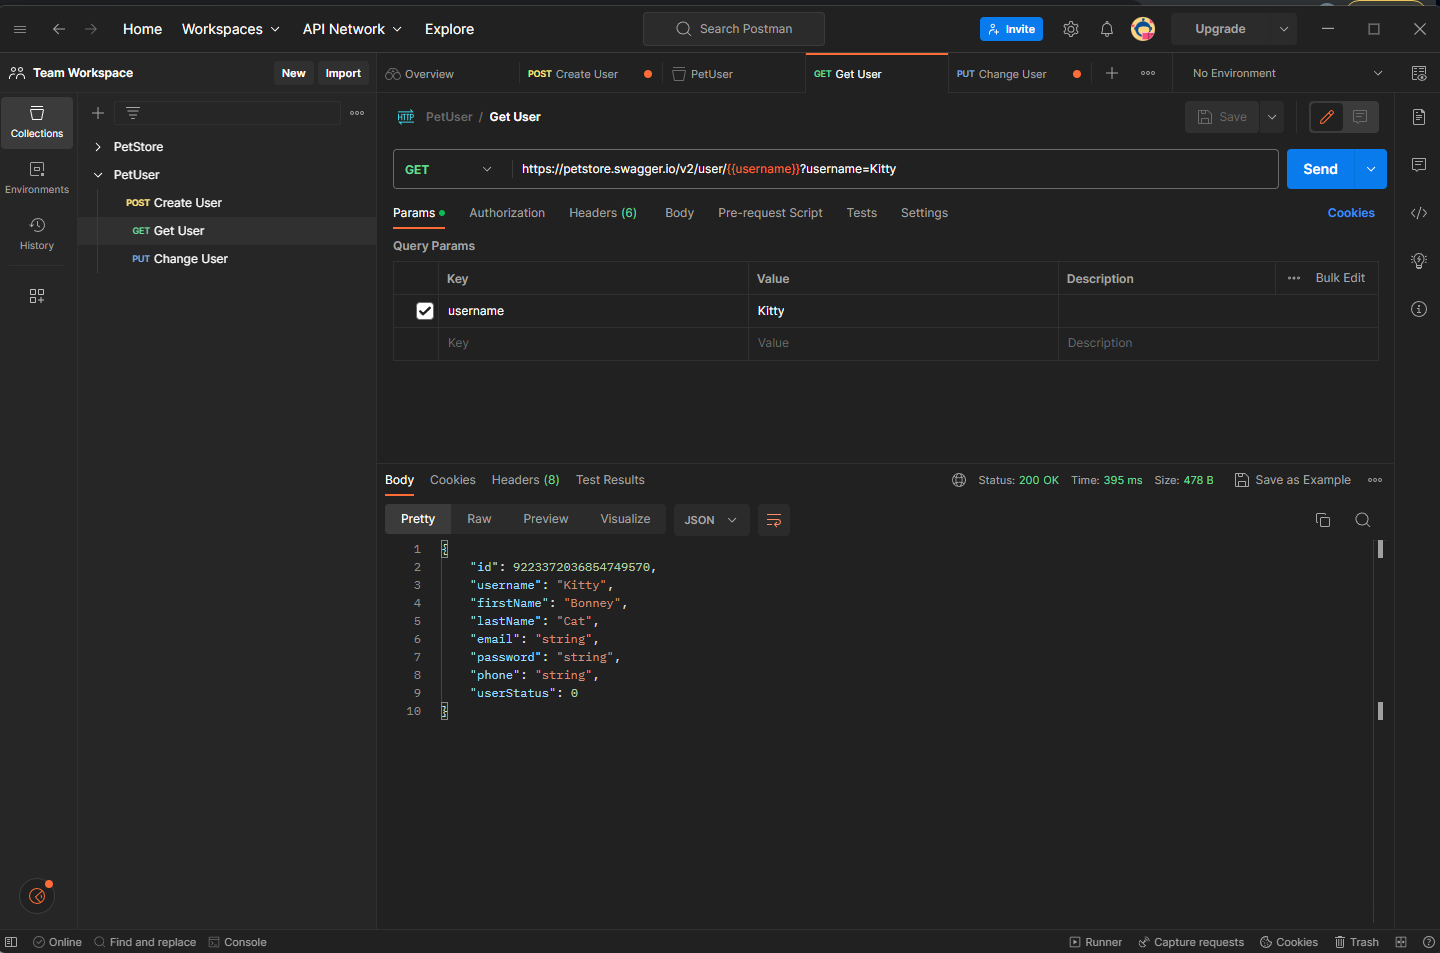 Home Workspaces API Network Explore Search Postman Invite Upgrade
Team Workspace New Import Overview POST Create User PetUser GET Get User PUT Change User No Environment
Collections
Environments
History
PetStore
PetUser
POST Create User
GET Get User
PUT Change User
HTTP PetUser / Get User Save
GET https://petstore.swagger.io/v2/user/{{username}}?username=Kitty Send
Params Authorization Headers (6) Body Pre-request Script Tests Settings Cookies
Query Params
Key Value Description Bulk Edit
username Kitty
Key Value Description
Body Cookies Headers (8) Test Results Status: 200 OK Time: 395 ms Size: 478 B Save as Example
Pretty Raw Preview Visualize JSON
1 {
2 "id": 9223372036854749570,
3 "username": "Kitty",
4 "firstName": "Bonney",
5 "lastName": "Cat",
6 "email": "string",
7 "password": "string",
8 "phone": "string",
9 "userStatus": 0
10 }
Online Find and replace Console Runner Capture requests Cookies Trash